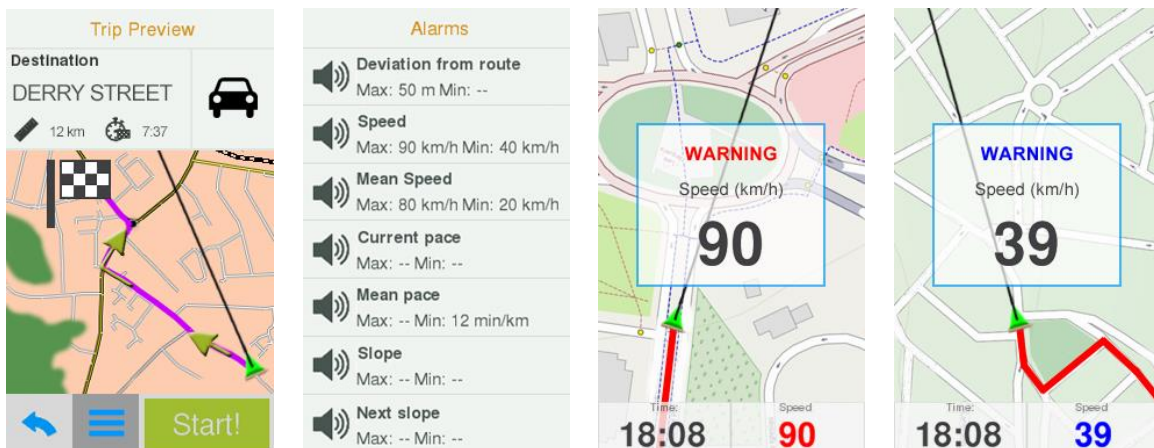 Trip Preview
Destination
DERRY STREET
12 km 7:37
Start!
Alarms
Deviation from route
Max: 50 m Min: --
Speed
Max: 90 km/h Min: 40 km/h
Mean Speed
Max: 80 km/h Min: 20 km/h
Current pace
Max: -- Min: --
Mean pace
Max: -- Min: 12 min/km
Slope
Max: -- Min: --
Next slope
Max: -- Min: --
WARNING
Speed (km/h)
90
Time: Speed
18:08 90
WARNING
Speed (km/h)
39
Time: Speed
18:08 39